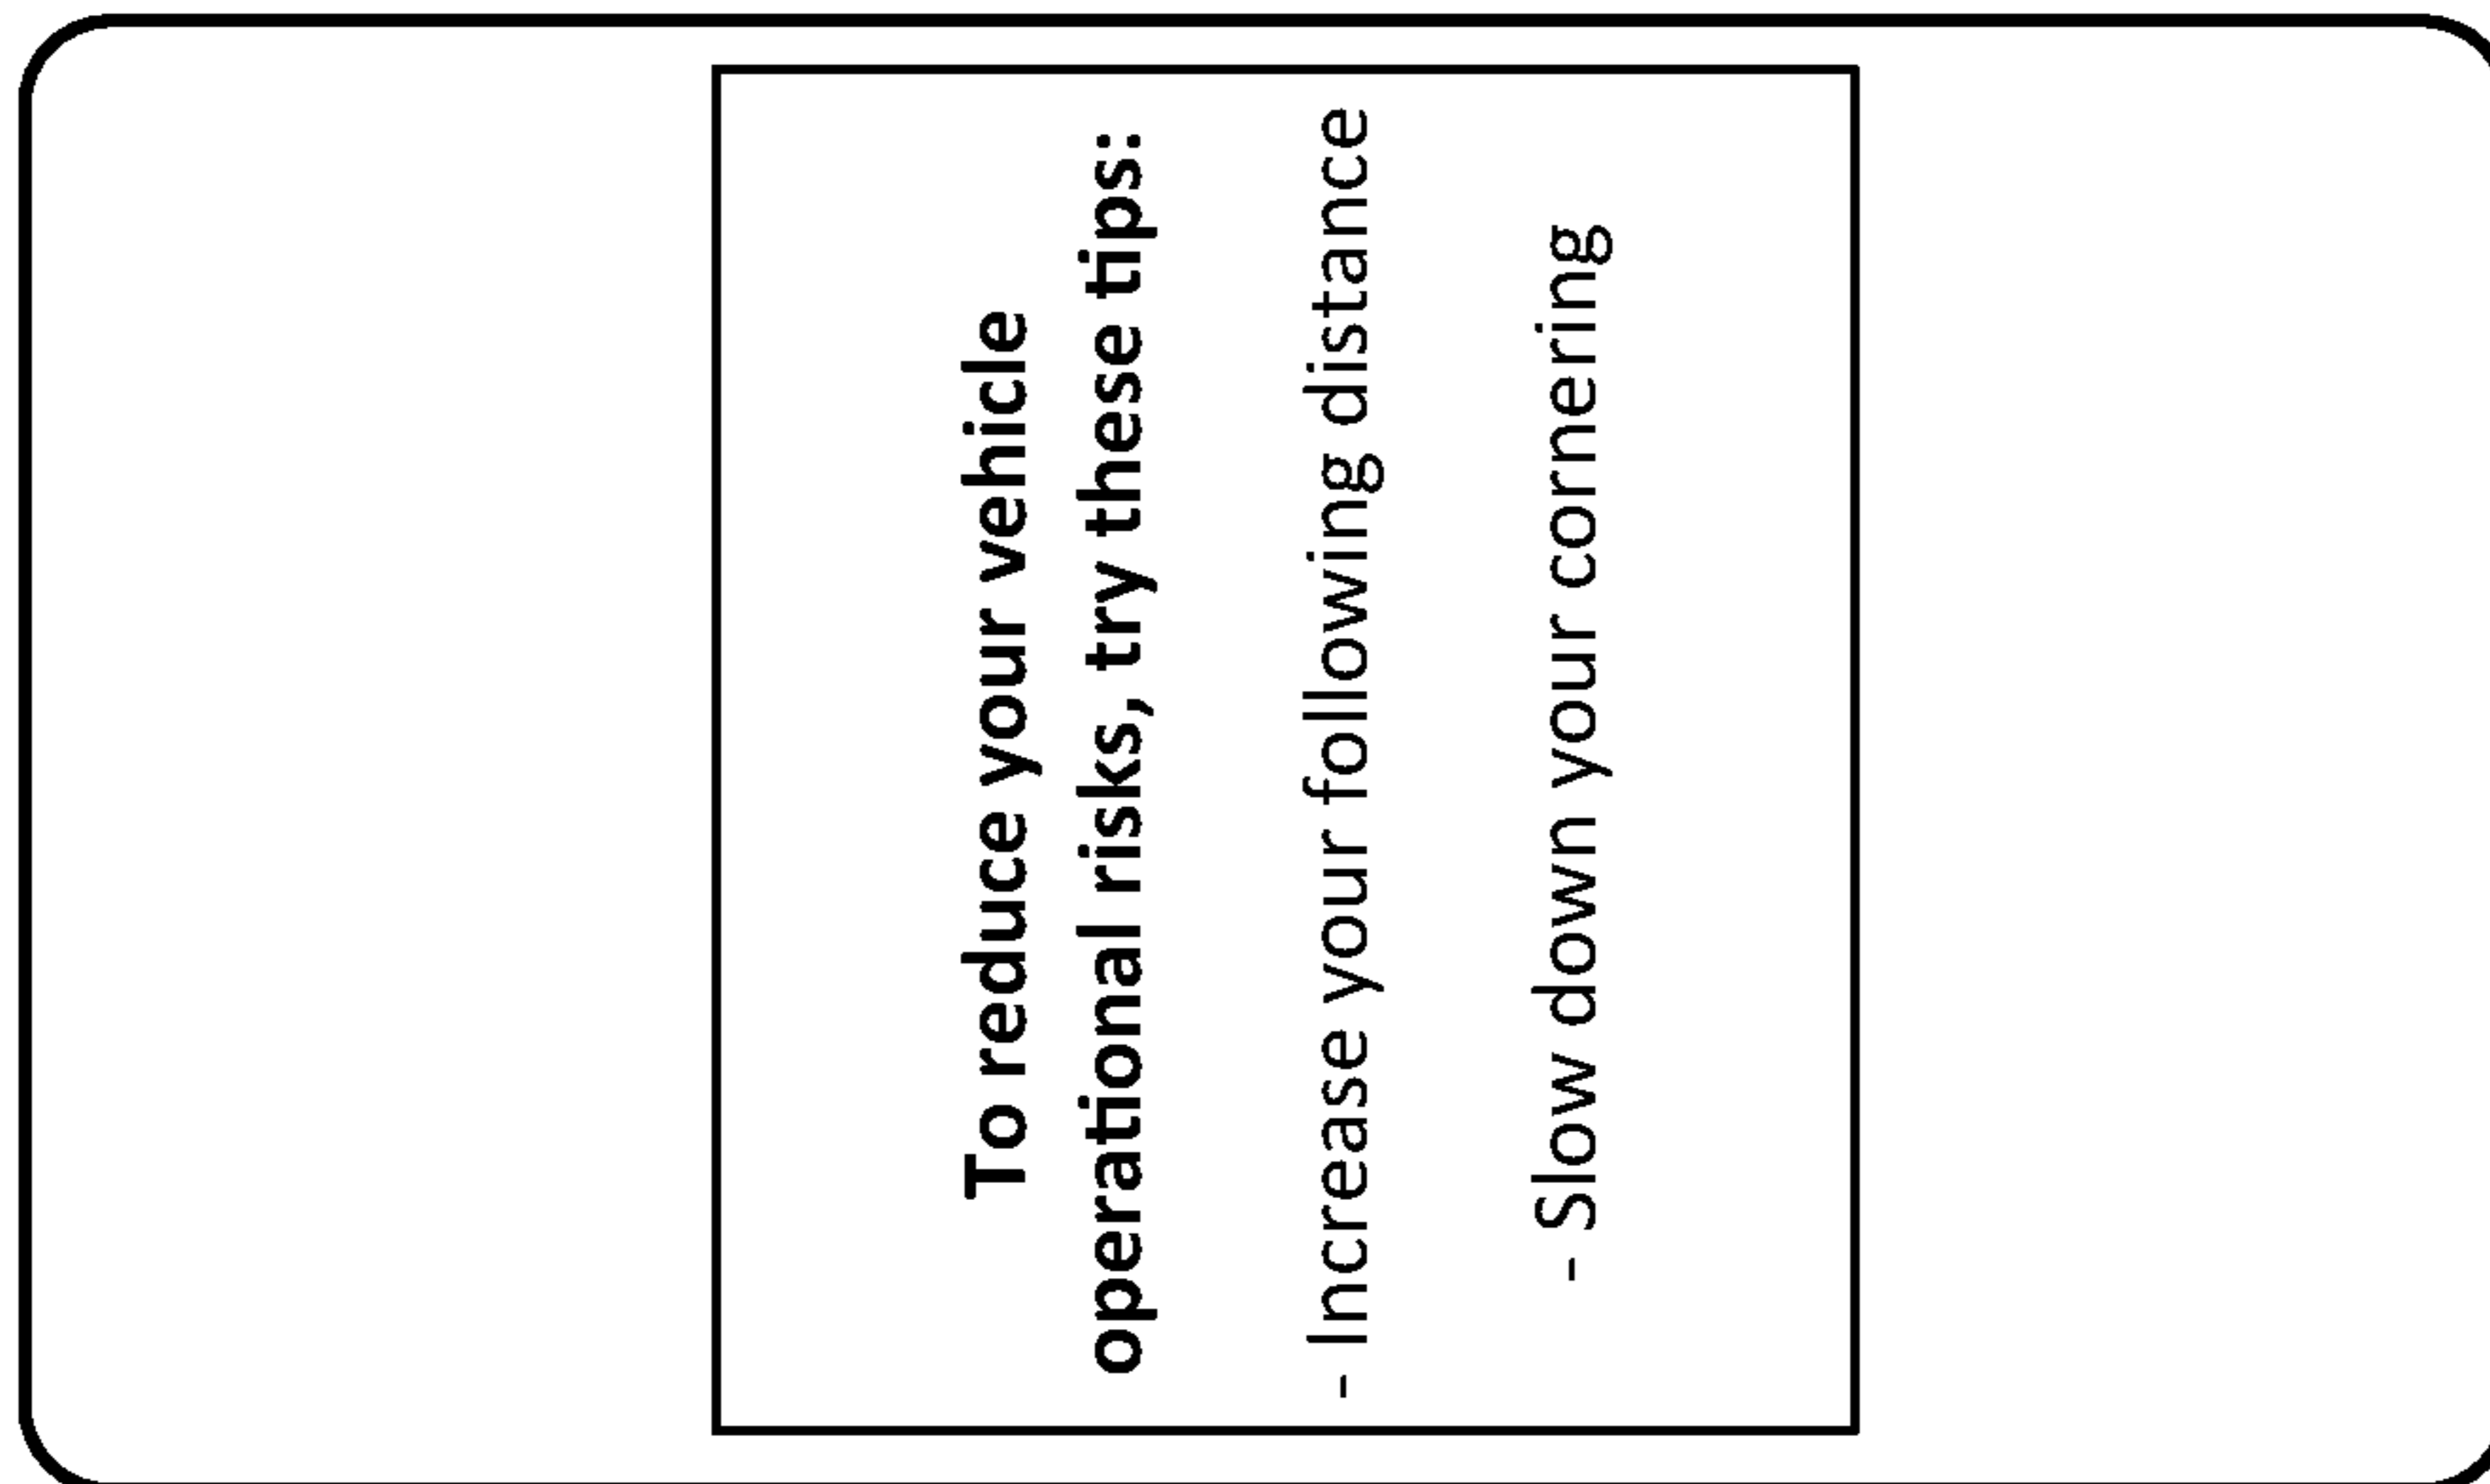 To reduce your vehicle
operational risks, try these tips:
- Increase your following distance
- Slow down your cornering